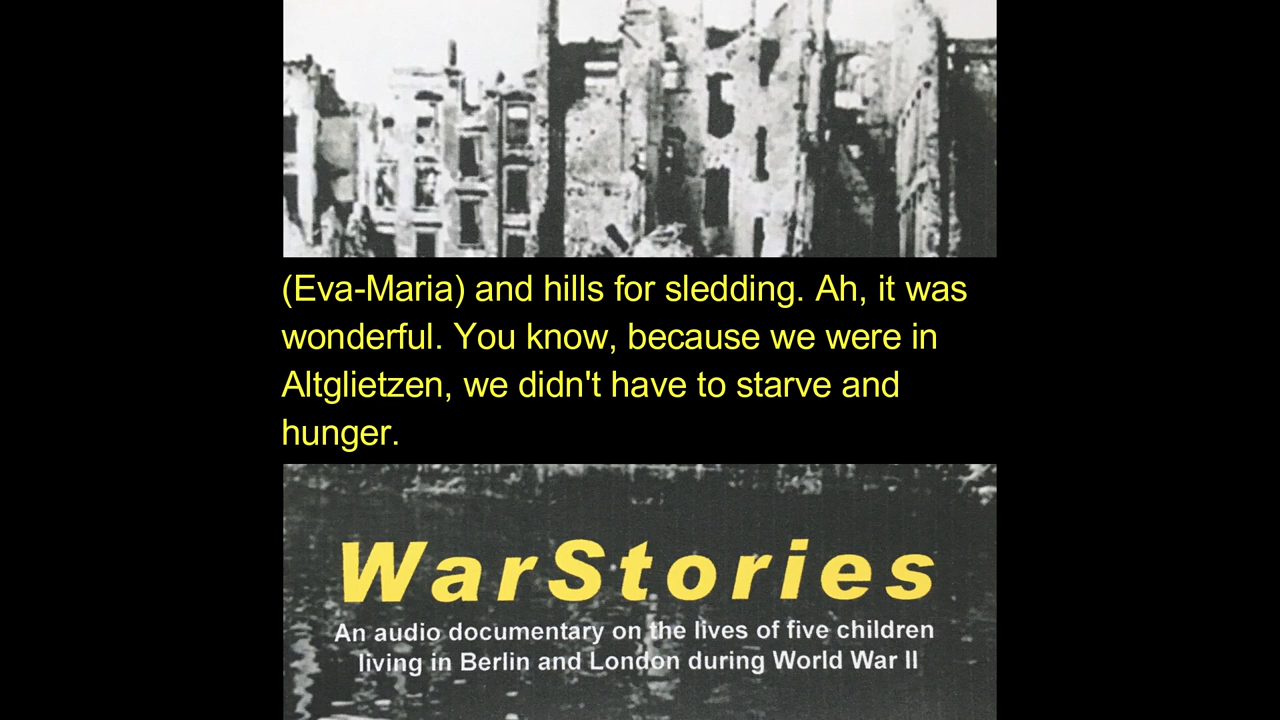 (Eva-Maria) and hills for sledding. Ah, it was
wonderful. You know, because we were in
Altglietzen, we didn't have to starve and
hunger.
WarStories
An audio documentary on the lives of five children
living in Berlin and London during World War II